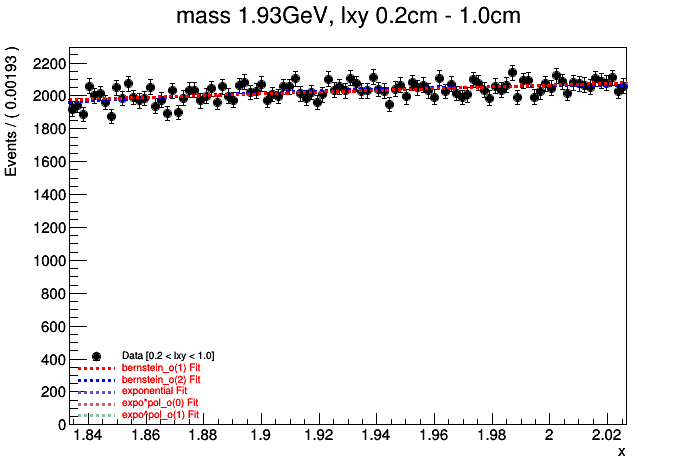 mass 1.93GeV, lxy 0.2cm - 1.0cm
Events / ( 0.00193 )
2200
2000
1800
1600
1400
1200
1000
800
600
400
200
0
Data [0.2 < lxy < 1.0]
bernstein_o(1) Fit
bernstein_o(2) Fit
exponential Fit
expo*pol_o(0) Fit
expo*pol_o(1) Fit
1.84 1.86 1.88 1.9 1.92 1.94 1.96 1.98 2 2.02
x